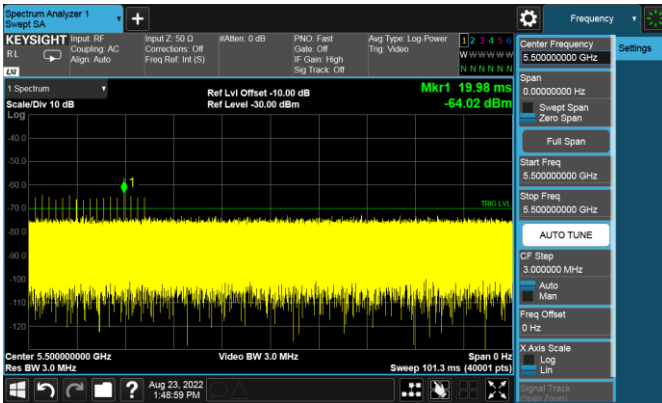 Spectrum Analyzer 1
Swept SA
Frequency
KEYSIGHT
Input: RF
Input Z: 50 Ω
#Atten: 0 dB
PNO: Fast
Avg Type: Log-Power
1 2 3 4 5 6
RL
Coupling: AC
Corrections: Off
Gate: Off
Trig: Video
W W W W W W
Align: Auto
Freq Ref: Int (S)
IF Gain: High
Sig Track: Off
N N N N N N
LXI
1 Spectrum
Ref Lvl Offset -10.00 dB
Mkr1 19.98 ms
Scale/Div 10 dB
Ref Level -30.00 dBm
-64.02 dBm
Log
-40.0
-50.0
-60.0
1
-70.0
TRIG LVL
-80.0
-90.0
-100
-110
-120
Center 5.500000000 GHz
Video BW 3.0 MHz
Span 0 Hz
Res BW 3.0 MHz
Sweep 101.3 ms (40001 pts)
?
Aug 23, 2022
1:48:59 PM
Center Frequency
Settings
5.500000000 GHz
Span
0.00000000 Hz
Swept Span
Zero Span
Full Span
Start Freq
5.500000000 GHz
Stop Freq
5.500000000 GHz
AUTO TUNE
CF Step
3.000000 MHz
Auto
Man
Freq Offset
0 Hz
X Axis Scale
Log
Lin
Signal Track
(Span Zoom)